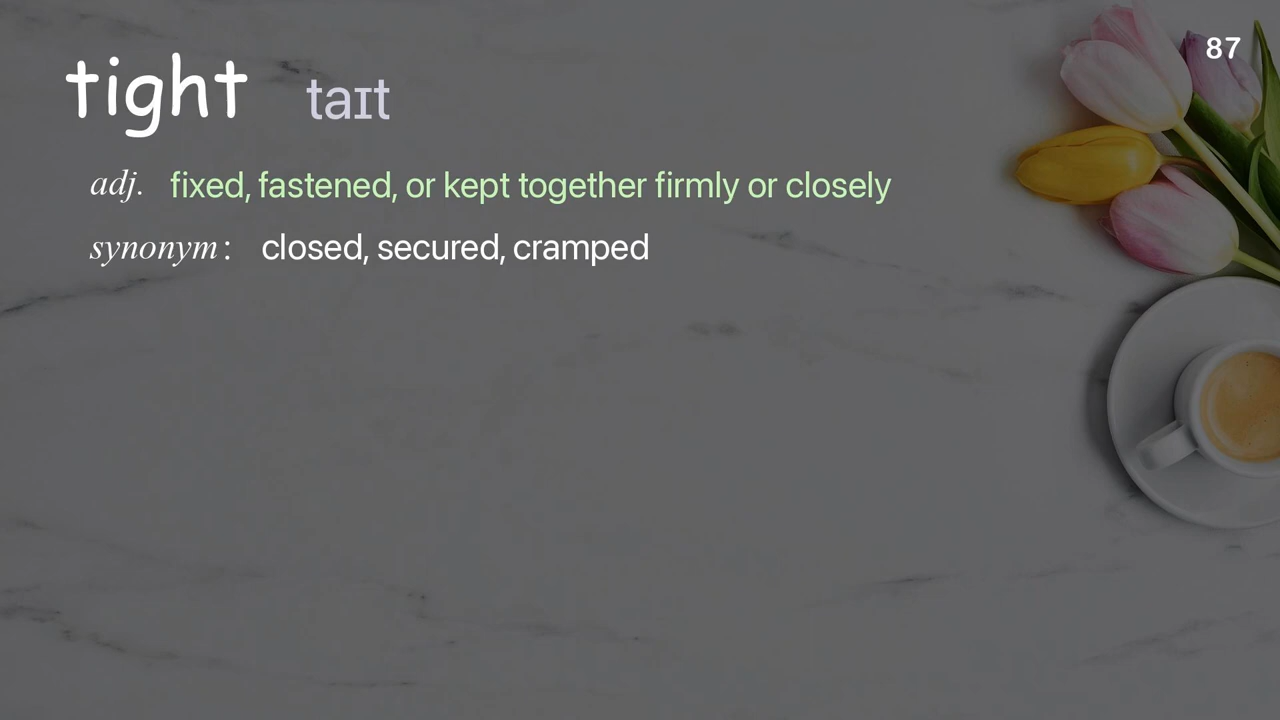 87
tight taɪt
adj. fixed, fastened, or kept together firmly or closely
synonym: closed, secured, cramped